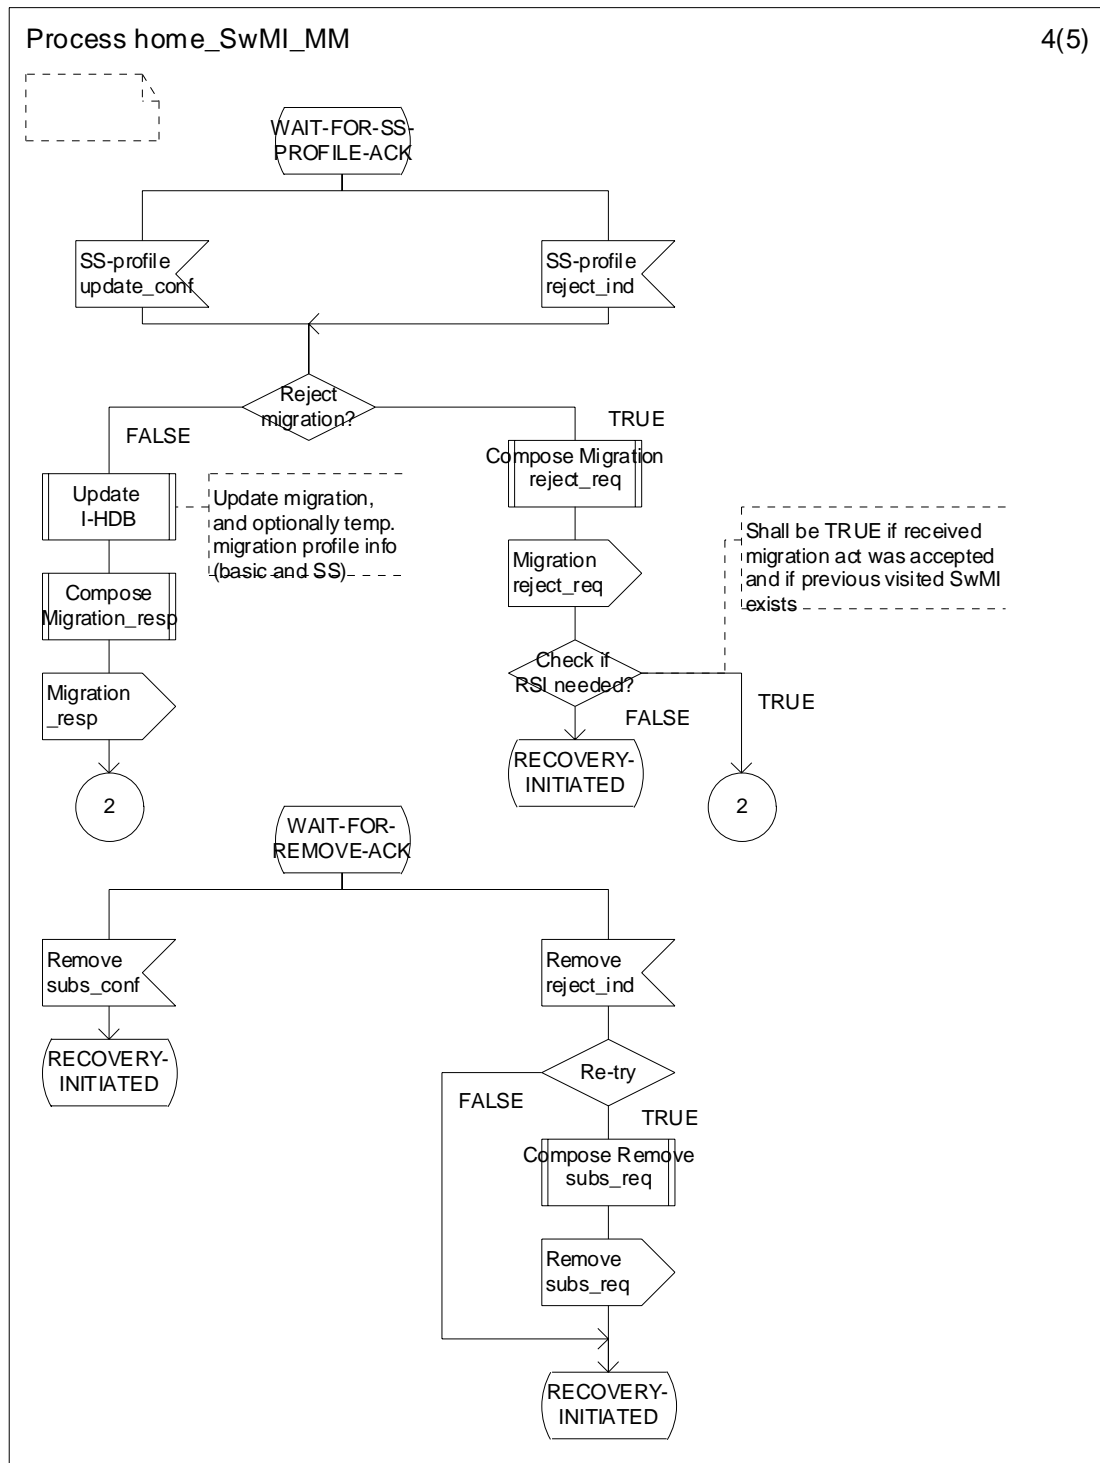 Process home_SwMI_MM
4(5)
WAIT-FOR-SS-
PROFILE-ACK
SS-profile
update_conf
SS-profile
reject_ind
Reject
migration?
FALSE
TRUE
Update
I-HDB
Update migration,
and optionally temp.
migration profile info
(basic and SS)
Compose Migration
reject_req
Shall be TRUE if received
migration act was accepted
and if previous visited SwMI
exists
Compose
Migration_resp
Migration
reject_req
Migration
_resp
Check if
RSI needed?
FALSE
TRUE
RECOVERY-
INITIATED
2
2
WAIT-FOR-
REMOVE-ACK
Remove
subs_conf
Remove
reject_ind
RECOVERY-
INITIATED
Re-try
FALSE
TRUE
Compose Remove
subs_req
Remove
subs_req
RECOVERY-
INITIATED